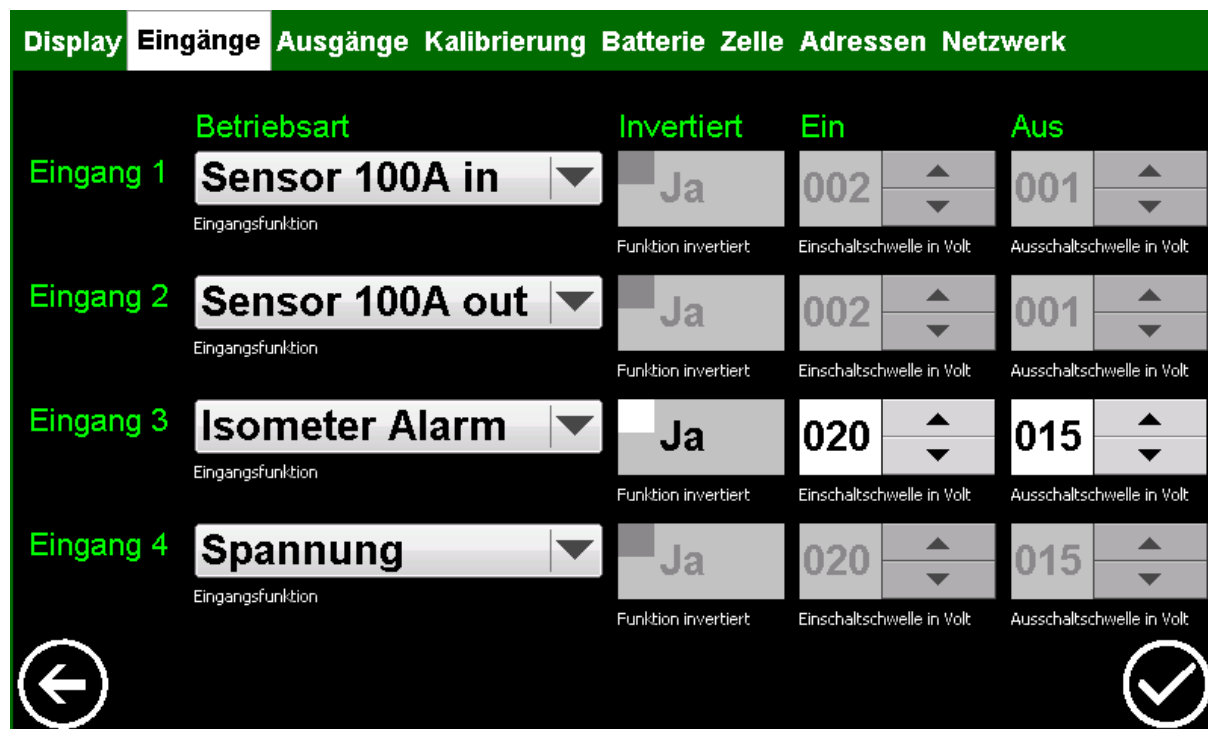 Display Eingänge Ausgänge Kalibrierung Batterie Zelle Adressen Netzwerk
Betriebsart Invertiert Ein Aus
Eingang 1 Sensor 100A in Ja 002 001
Eingangsfunktion Funktion invertiert Einschaltschwelle in Volt Ausschaltschwelle in Volt
Eingang 2 Sensor 100A out Ja 002 001
Eingangsfunktion Funktion invertiert Einschaltschwelle in Volt Ausschaltschwelle in Volt
Eingang 3 Isometer Alarm Ja 020 015
Eingangsfunktion Funktion invertiert Einschaltschwelle in Volt Ausschaltschwelle in Volt
Eingang 4 Spannung Ja 020 015
Eingangsfunktion Funktion invertiert Einschaltschwelle in Volt Ausschaltschwelle in Volt